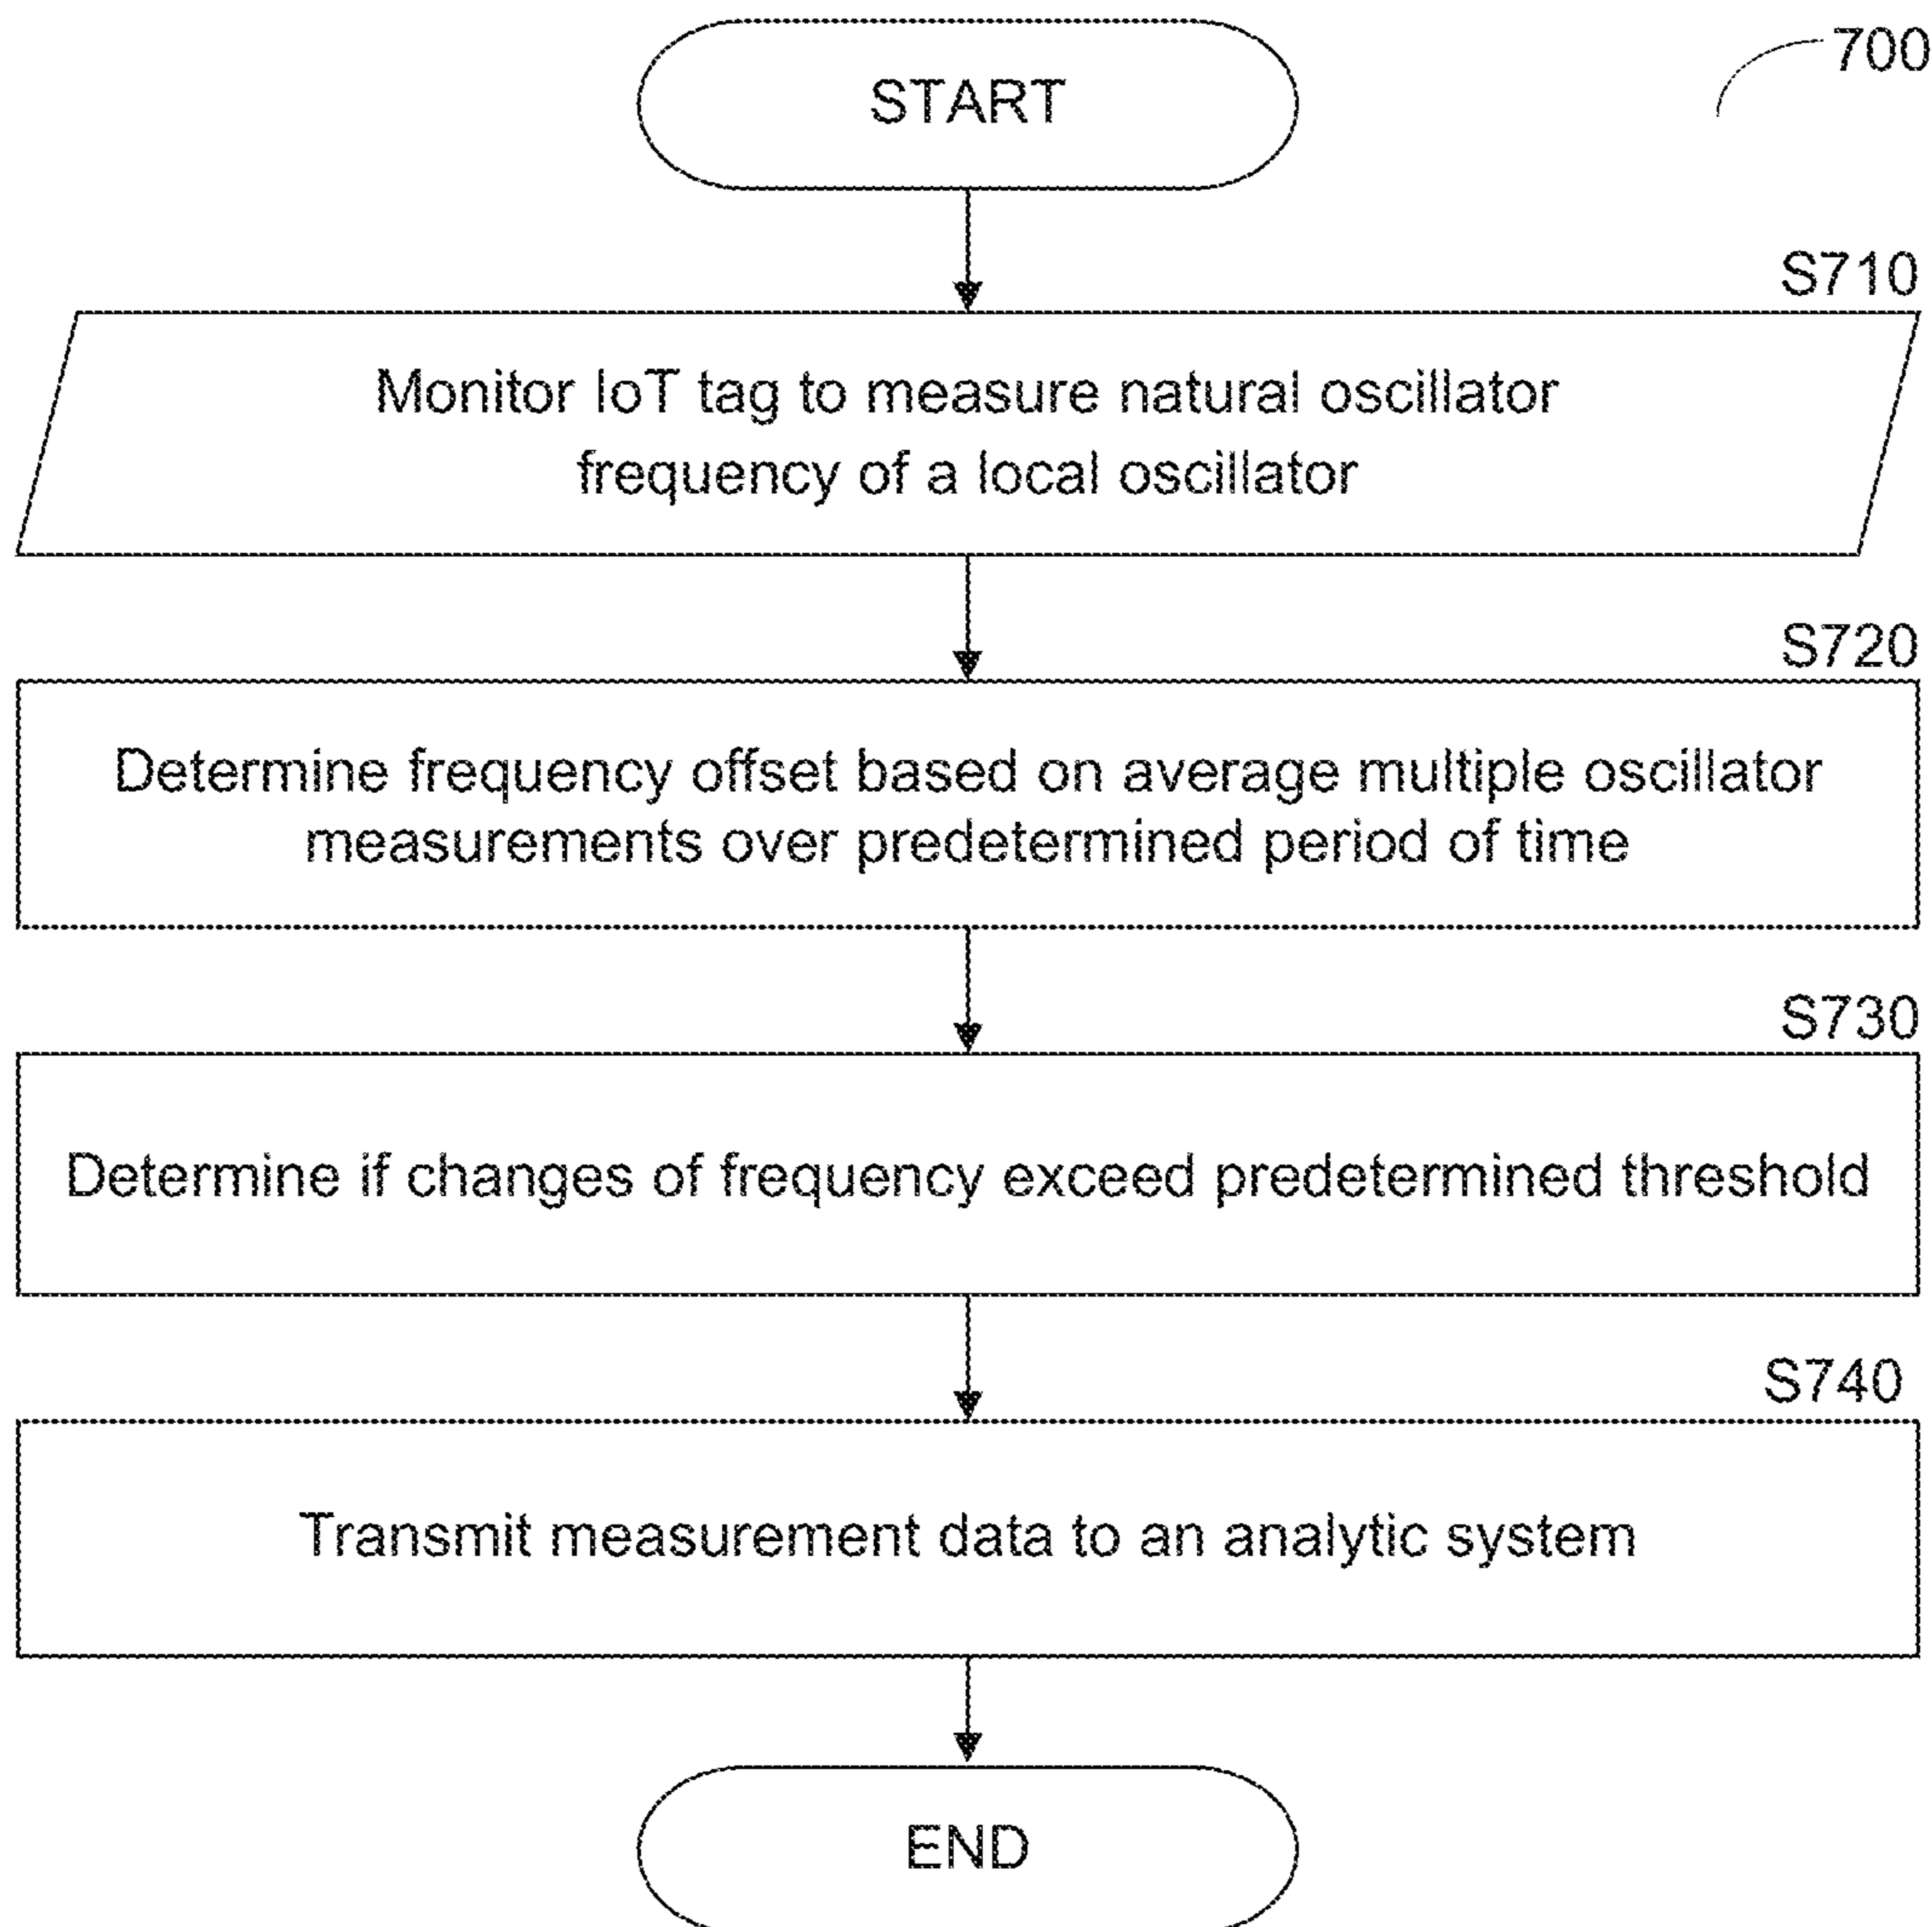 START
700
S710
Monitor IoT tag to measure natural oscillator
frequency of a local oscillator
S720
Determine frequency offset based on average multiple oscillator
measurements over predetermined period of time
S730
Determine if changes of frequency exceed predetermined threshold
S740
Transmit measurement data to an analytic system
END